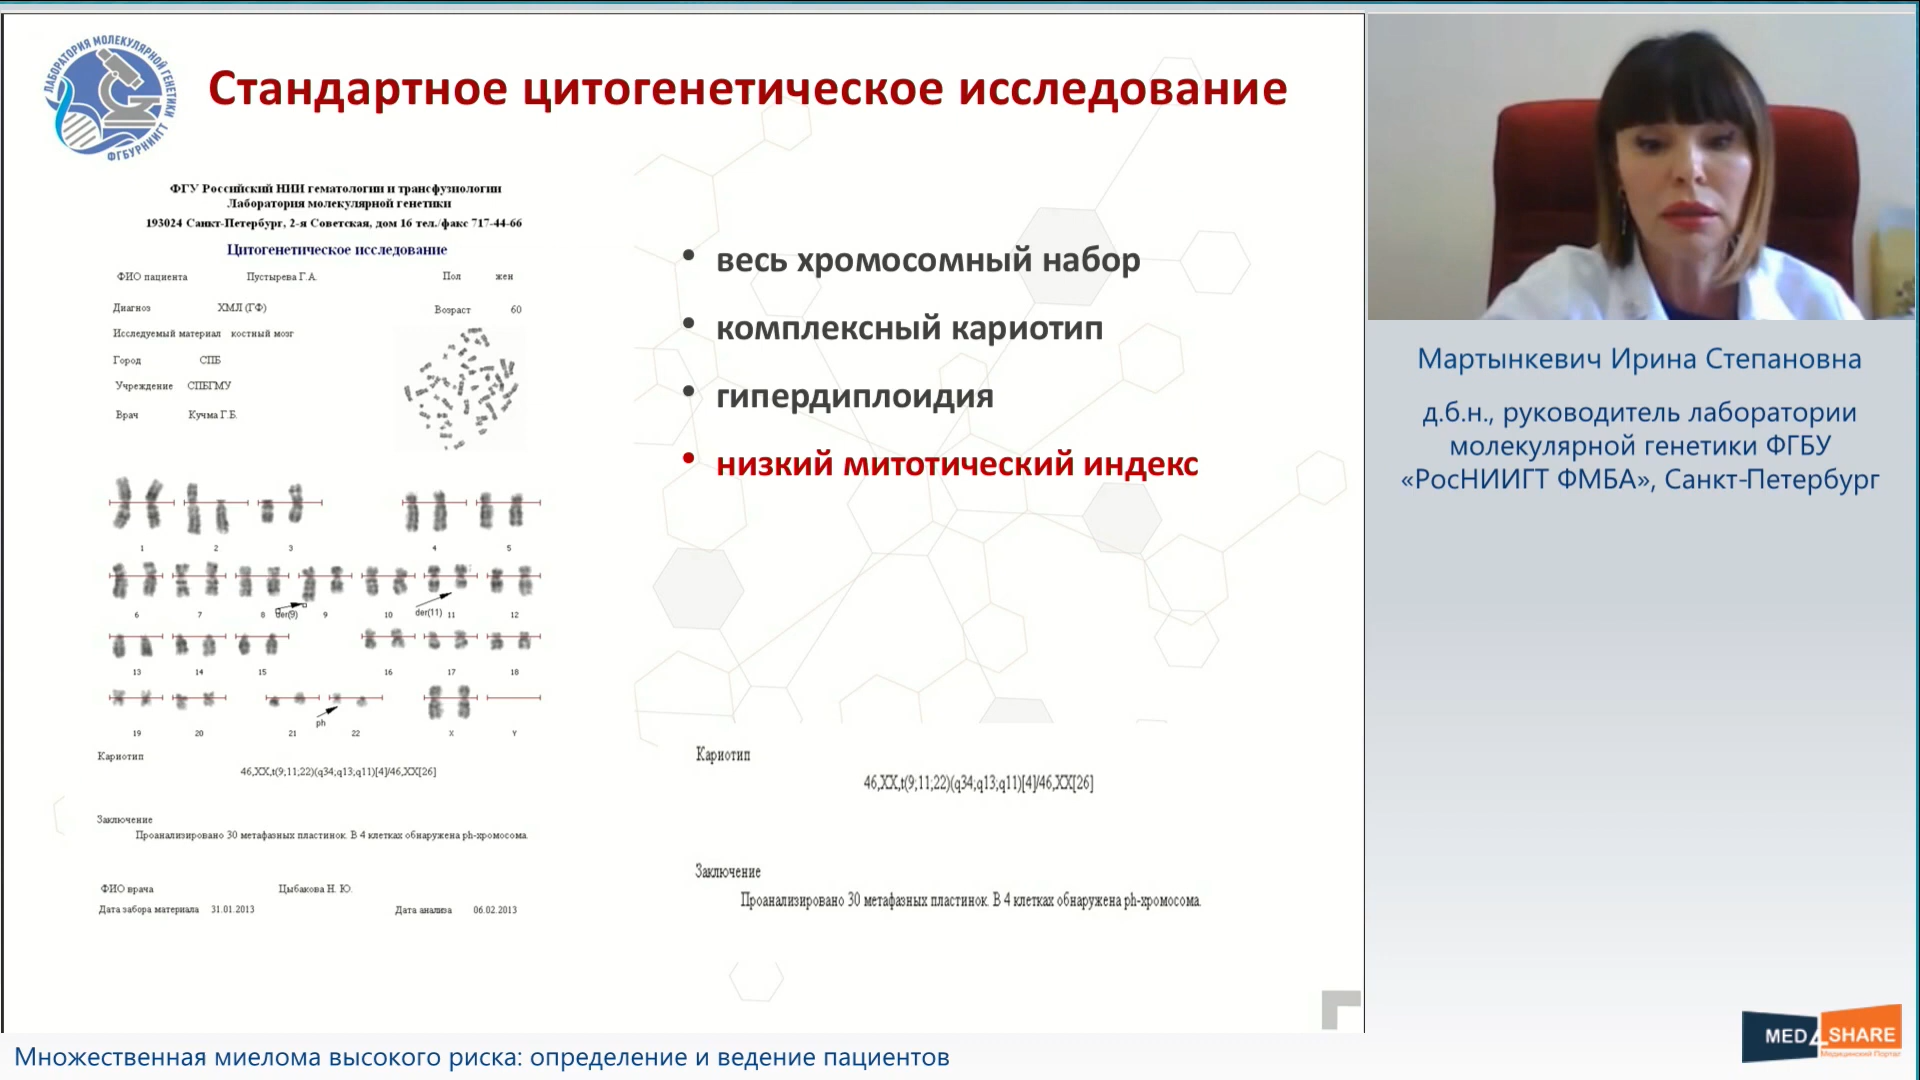 ЛАБОРАТОРИЯ МОЛЕКУЛЯРНОЙ ГЕНЕТИКИ
ФГБУРНИИГТ
Стандартное цитогенетическое исследование
ФГУ Российский НИИ гематологии и трансфузиологии
Лаборатория молекулярной генетики
193024 Санкт-Петербург, 2-я Советская, дом 16 тел./факс 717-44-66
Цитогенетическое исследование
ФИО пациента Пустырева Г.А. Пол жен
Диагноз ХМЛ (ГФ) Возраст 60
Исследуемый материал костный мозг
Город СПБ
Учреждение СПБГМУ
Врач Кучма Г.Б.
1 2 3 4 5
der(9) der(11)
6 7 8 9 10 11 12
13 14 15 16 17 18
ph
19 20 21 22 X Y
Кариотип
46,XX,t(9;11;22)(q34;q13;q11)[4]/46,XX[26]
Заключение
Проанализировано 30 метафазных пластинок. В 4 клетках обнаружена ph-хромосома.
ФИО врача Цыбакова Н. Ю.
Дата забора материала 31.01.2013 Дата анализа 06.02.2013
• весь хромосомный набор
• комплексный кариотип
• гипердиплоидия
• низкий митотический индекс
Кариотип
46,XX,t(9;11;22)(q34;q13;q11)[4]/46,XX[26]
Заключение
Проанализировано 30 метафазных пластинок. В 4 клетках обнаружена ph-хромосома.
Мартынкевич Ирина Степановна
д.б.н., руководитель лаборатории
молекулярной генетики ФГБУ
«РосНИИГТ ФМБА», Санкт-Петербург
MED4SHARE
Медицинский Портал
Множественная миелома высокого риска: определение и ведение пациентов